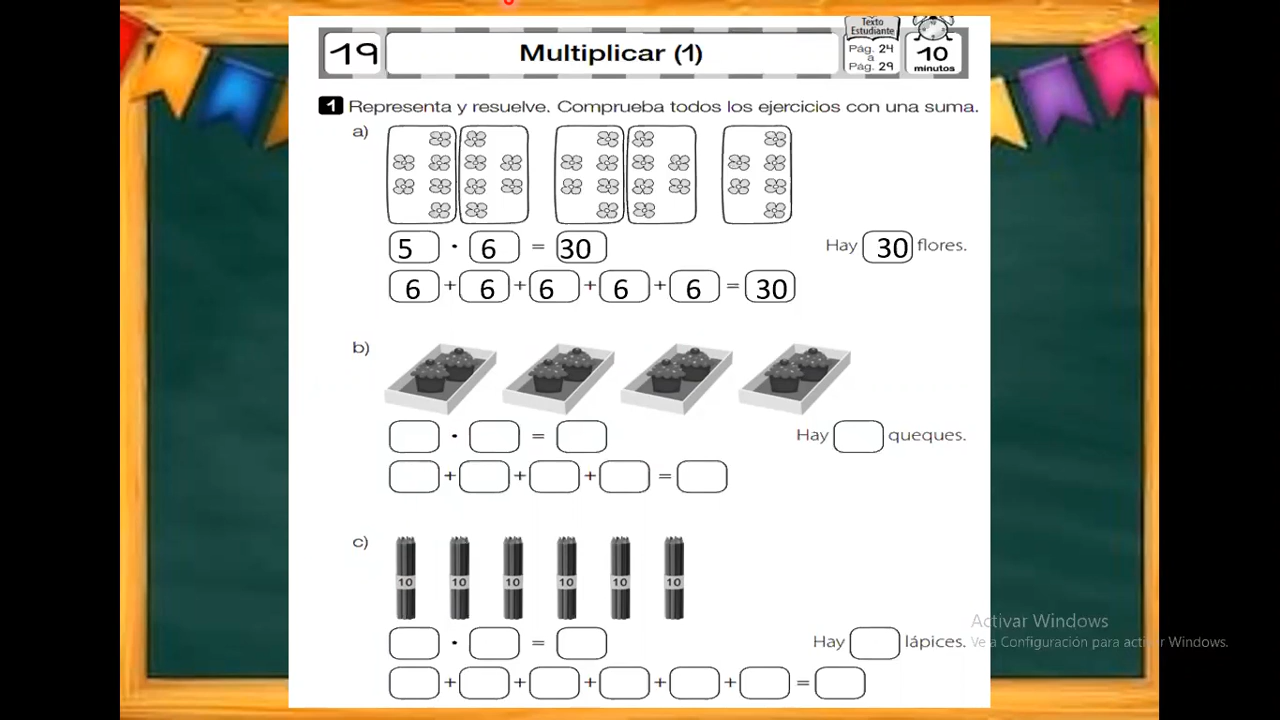 19
Multiplicar (1)
Texto
Estudiante
Pág. 24
a
Pág. 29
10
minutos
1 Representa y resuelve. Comprueba todos los ejercicios con una suma.
a)
5 · 6 = 30
Hay 30 flores.
6 + 6 + 6 + 6 + 6 = 30
b)
· =
Hay queques.
+ + + =
c)
10 10 10 10 10 10
· =
Hay lápices.
+ + + + + =
Activar Windows
Ve a Configuración para activar Windows.